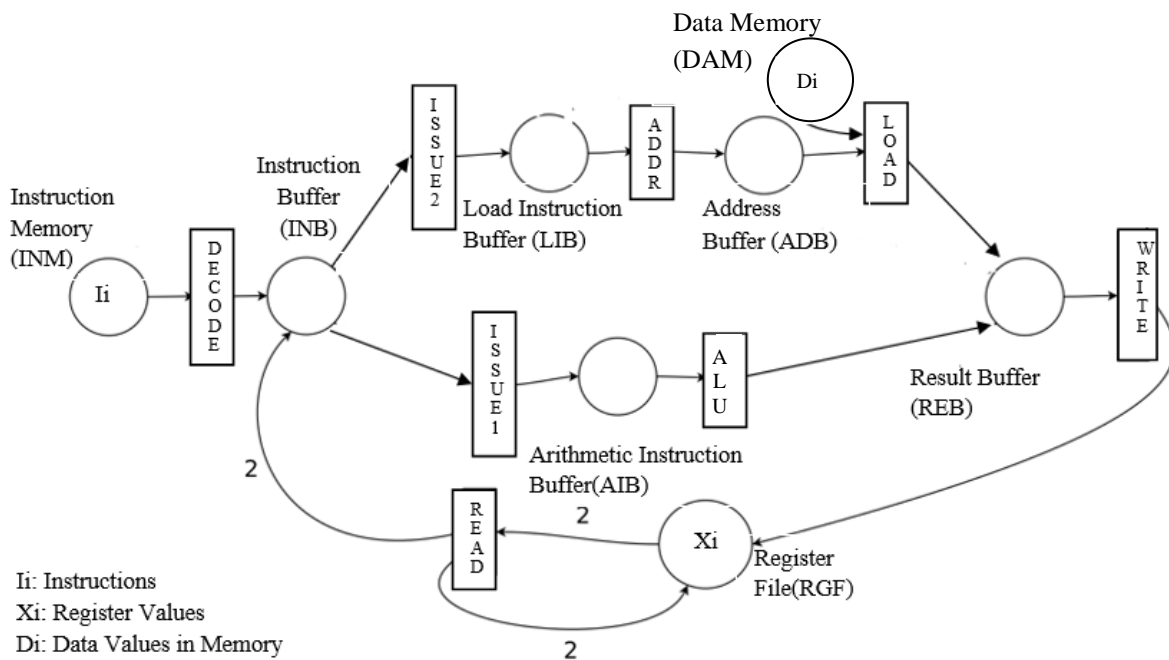 Data Memory
(DAM)
Di
ISSUE2
ADDR
LOAD
Instruction
Buffer
(INB)
Instruction
Memory
(INM)
Load Instruction
Buffer (LIB)
Address
Buffer (ADB)
DECODE
WRITE
Ii
ISSUE1
ALU
Result Buffer
(REB)
Arithmetic Instruction
Buffer(AIB)
2
READ
2
Xi
Register
File(RGF)
2
Ii: Instructions
Xi: Register Values
Di: Data Values in Memory